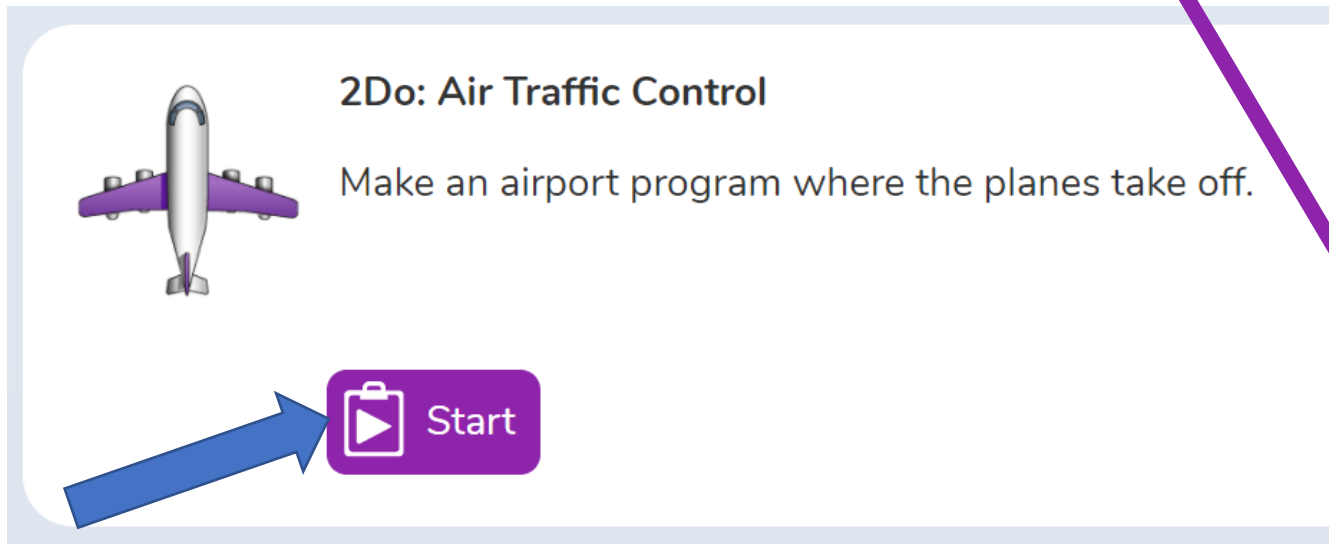 2Do: Air Traffic Control
Make an airport program where the planes take off.
Start